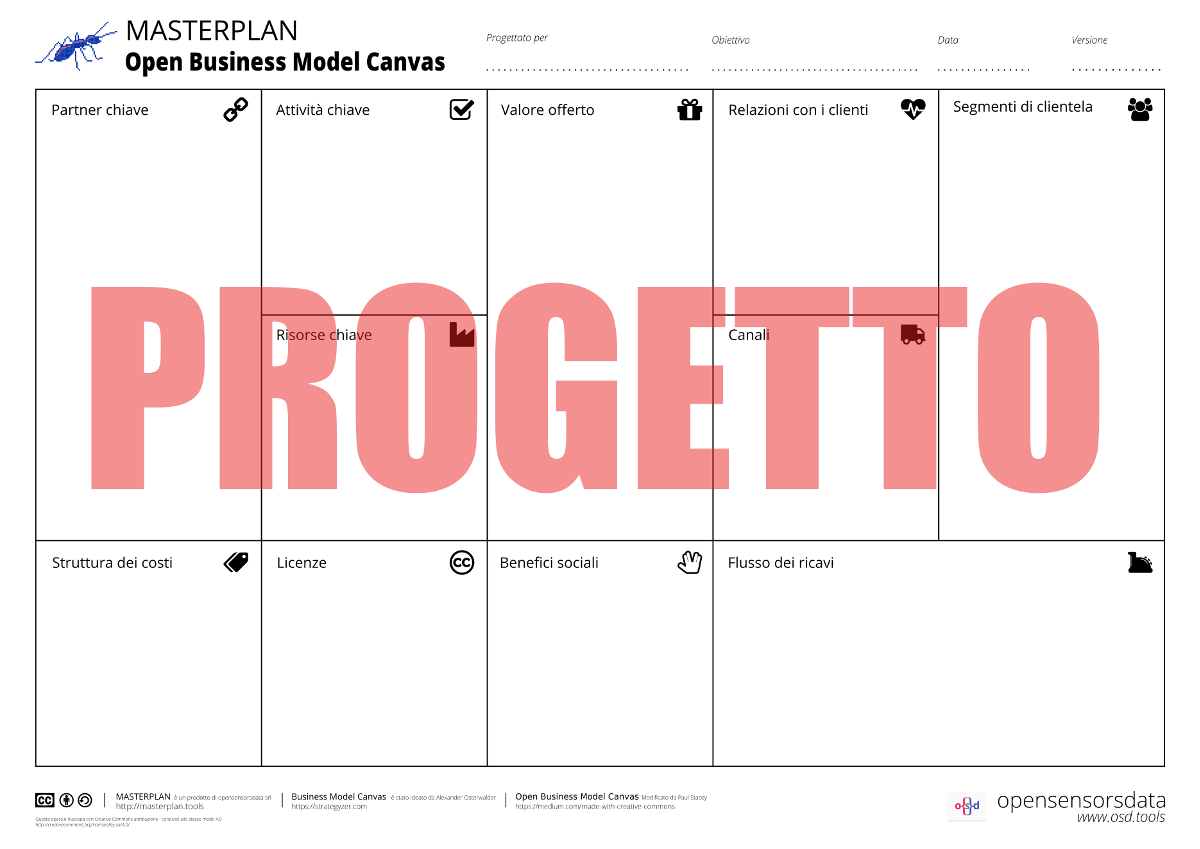 MASTERPLAN
Open Business Model Canvas
Progettato per
Obiettivo
Data
Versione
Partner chiave
Attività chiave
Valore offerto
Relazioni con i clienti
Segmenti di clientela
PROGETTO
Risorse chiave
Canali
Struttura dei costi
Licenze
CC
Benefici sociali
Flusso dei ricavi
cc
MASTERPLAN è un prodotto di opensensorsdata srl
http://masterplan.tools
Business Model Canvas è stato ideato da Alexander Osterwalder
https://strategyzer.com
Open Business Model Canvas Modificato da Paul Stacey
https://medium.com/made-with-creative-commons
Questa opera è rilasciata con Creative Commons attribuzione - condividi allo stesso modo 4.0
osd
opensensorsdata
www.osd.tools